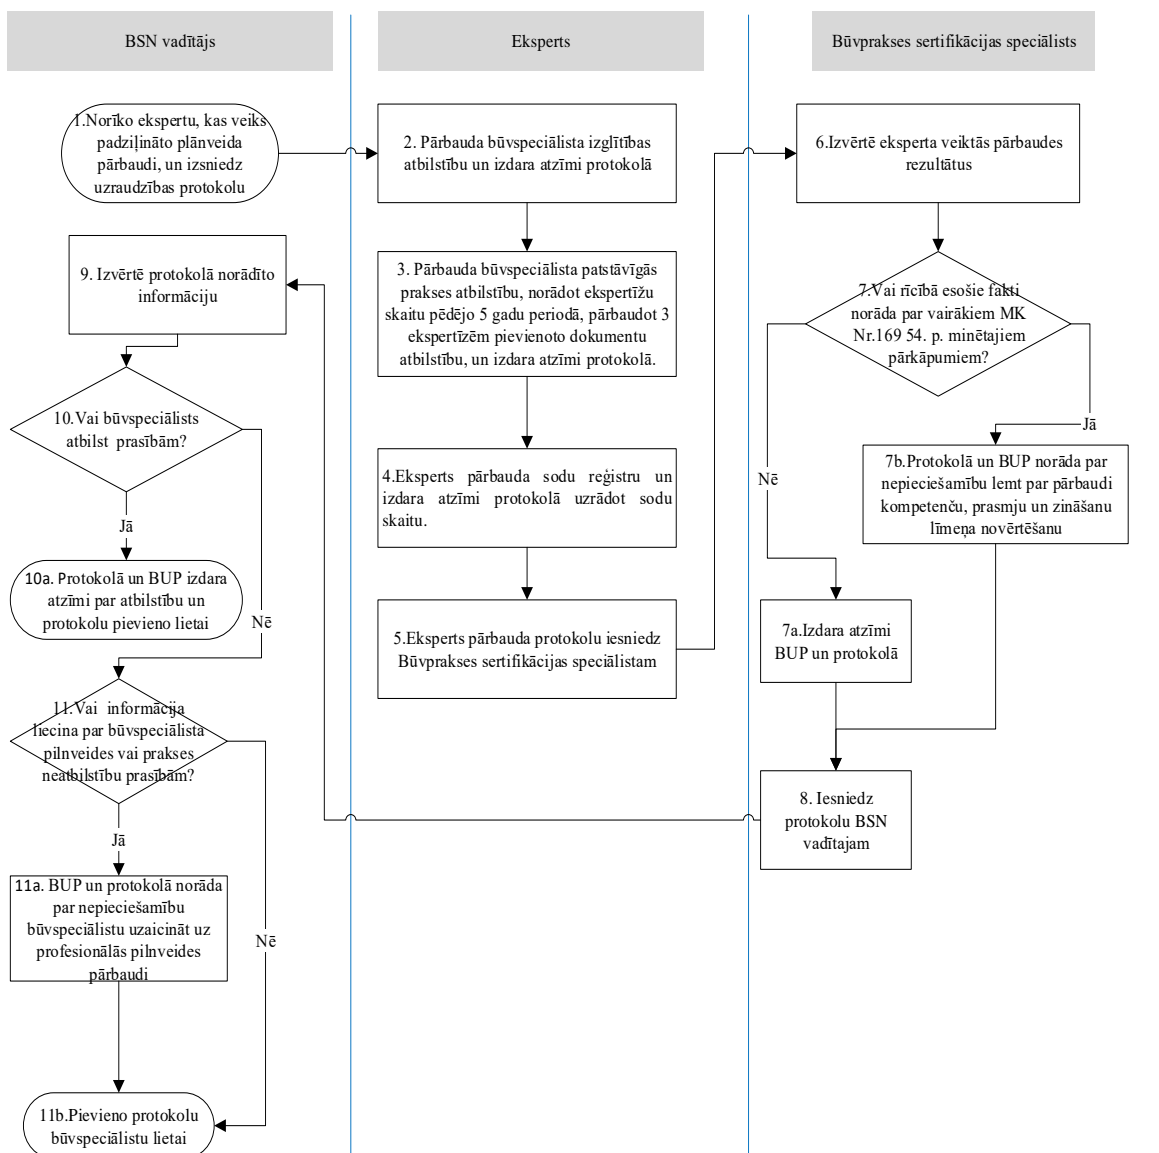 BSN vadītājs
Eksperts
Būvprakses sertifikācijas speciālists
1.Norīko ekspertu, kas veiks
padziļināto plānveida
pārbaudi, un izsniedz
uzraudzības protokolu
2. Pārbauda būvspeciālista izglītības
atbilstību un izdara atzīmi protokolā
3. Pārbauda būvspeciālista patstāvīgās
prakses atbilstību, norādot ekspertīžu
skaitu pēdējo 5 gadu periodā, pārbaudot 3
ekspertīzēm pievienoto dokumentu
atbilstību, un izdara atzīmi protokolā.
4.Eksperts pārbauda sodu reģistru un
izdara atzīmi protokolā uzrādot sodu
skaitu.
5.Eksperts pārbauda protokolu iesniedz
Būvprakses sertifikācijas speciālistam
6.Izvērtē eksperta veiktās pārbaudes
rezultātus
7.Vai rīcībā esošie fakti
norāda par vairākiem MK
Nr.169 54. p. minētajiem
pārkāpumiem?
Jā
Nē
7b.Protokolā un BUP norāda par
nepieciešamību lemt par pārbaudi
kompetenču, prasmju un zināšanu
līmeņa novērtēšanu
7a.Izdara atzīmi
BUP un protokolā
8. Iesniedz
protokolu BSN
vadītajam
9. Izvērtē protokolā norādīto
informāciju
10.Vai būvspeciālists
atbilst prasībām?
Jā
Nē
10a. Protokolā un BUP izdara
atzīmi par atbilstību un
protokolu pievieno lietai
11.Vai informācija
liecina par būvspeciālista
pilnveides vai prakses
neatbilstību prasībām?
Jā
Nē
11a. BUP un protokolā norāda
par nepieciešamību
būvspeciālistu uzaicināt uz
profesionālās pilnveides
pārbaudi
11b.Pievieno protokolu
būvspeciālistu lietai